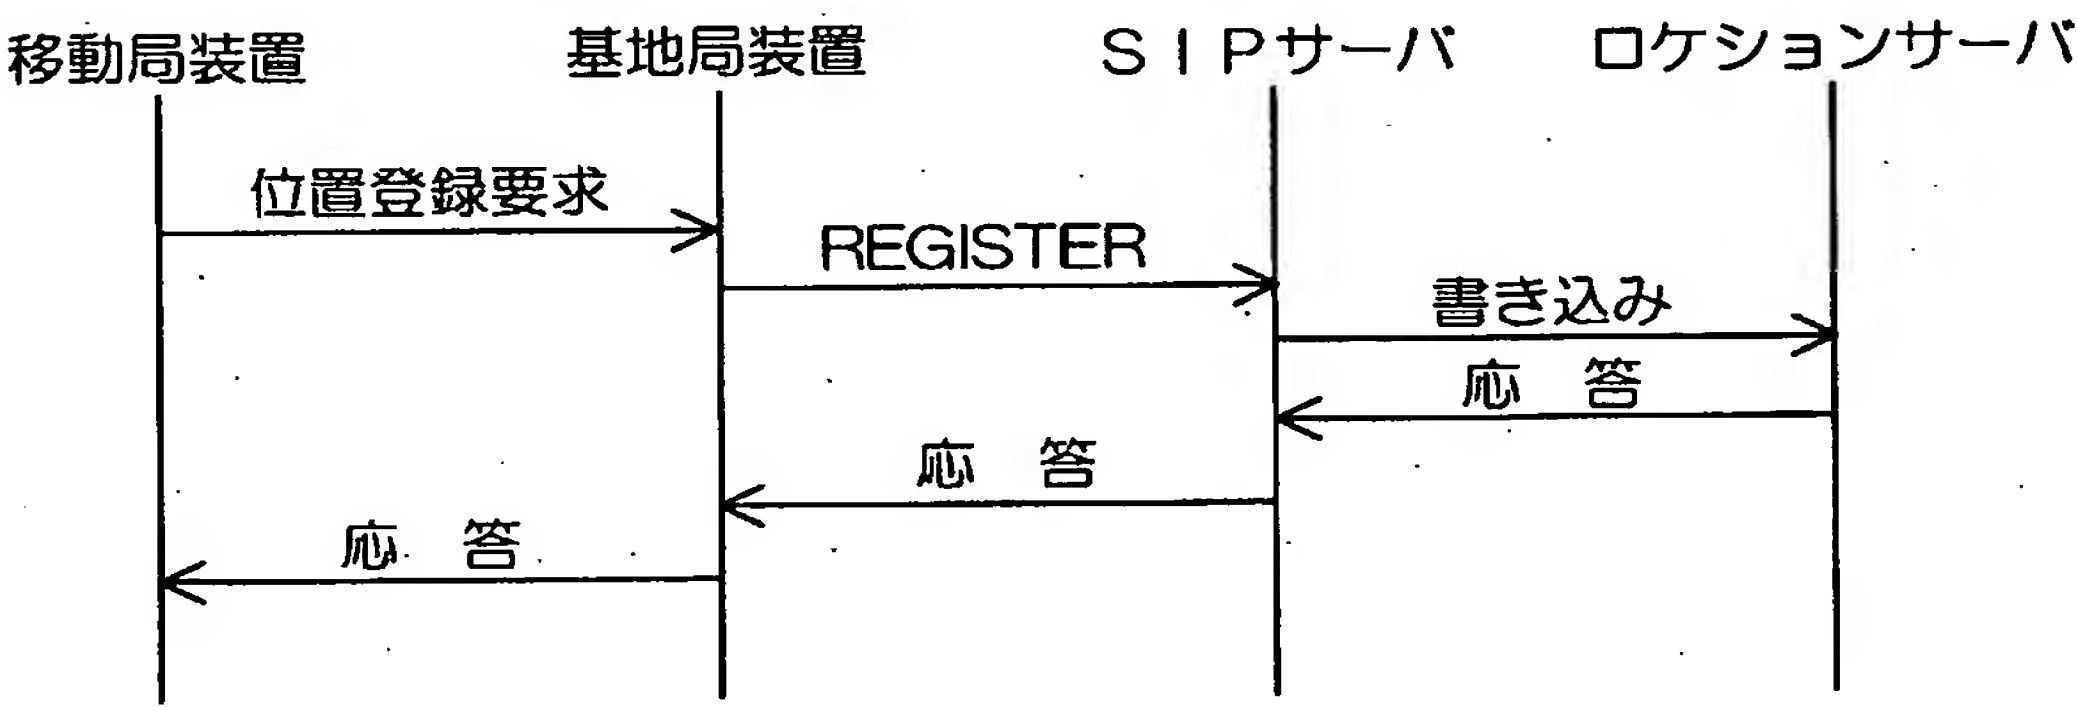 移動局装置
基地局装置
SIPサーバ
ロケションサーバ
位置登録要求
REGISTER
書き込み
応 答
応 答
応 答